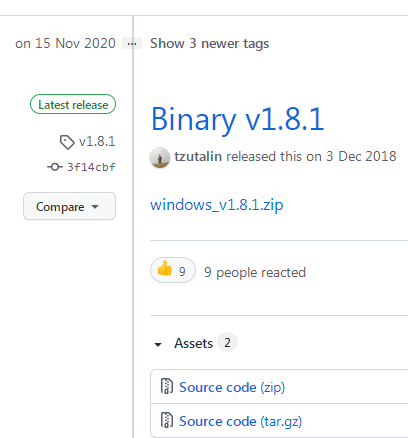 on 15 Nov 2020 ... Show 3 newer tags
Latest release
v1.8.1
3f14cbf
Compare
Binary v1.8.1
tzutalin released this on 3 Dec 2018
windows_v1.8.1.zip
9 9 people reacted
Assets 2
Source code (zip)
Source code (tar.gz)